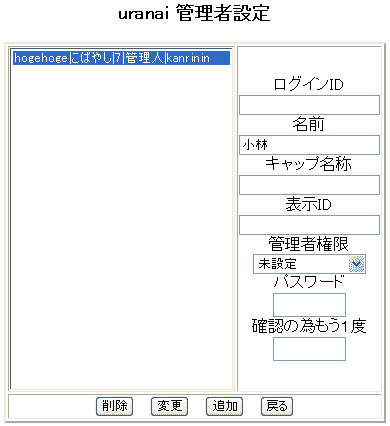 uranai 管理者設定
hogehoge|こばやし|7|管理人|kanrinin
ログインID
名前
小林
キャップ名称
表示ID
管理者権限
未設定
パスワード
確認の為もう1度
削除 変更 追加 戻る